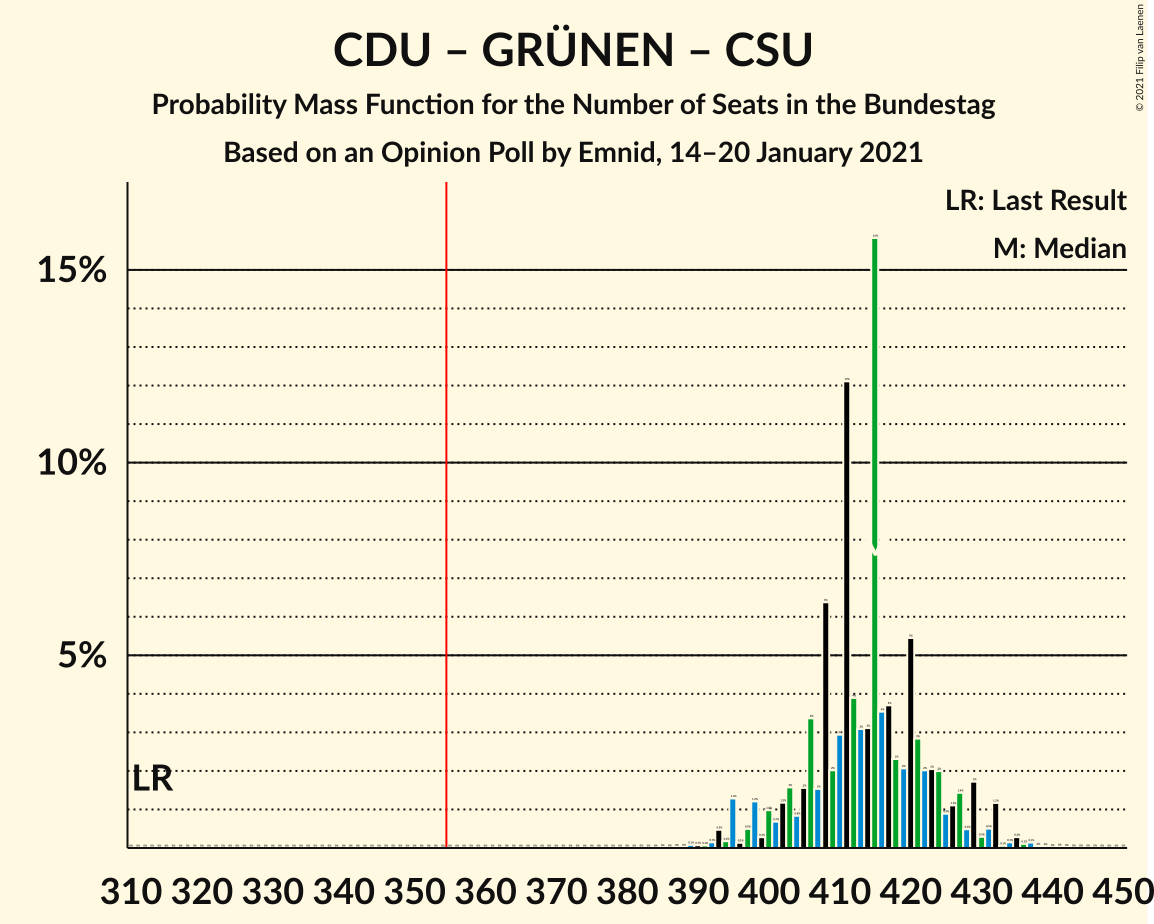 CDU – GRÜNEN – CSU
Probability Mass Function for the Number of Seats in the Bundestag
Based on an Opinion Poll by Emnid, 14–20 January 2021
© 2021 Filip van Laenen
LR: Last Result
M: Median
15%
10%
5%
LR
310 320 330 340 350 360 370 380 390 400 410 420 430 440 450